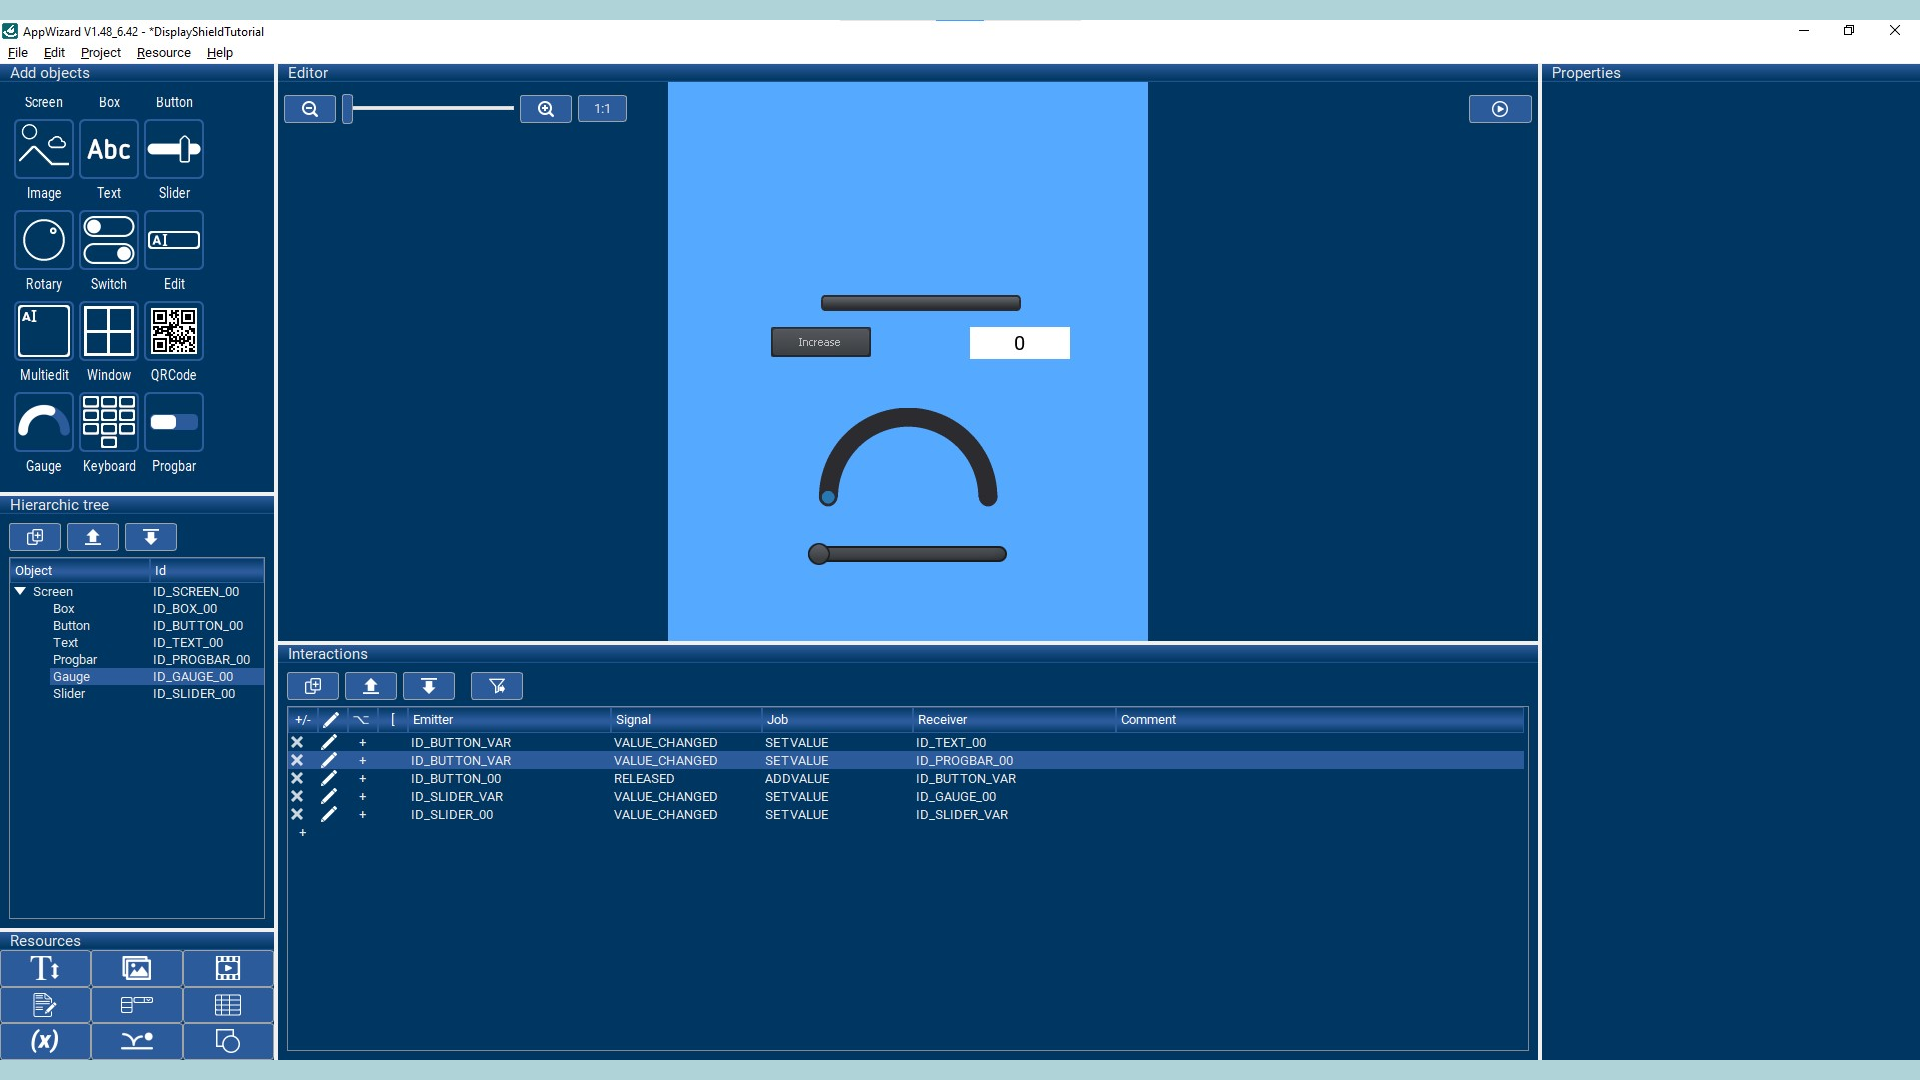 AppWizard V1.48_6.42 - *DisplayShieldTutorial
File Edit Project Resource Help
Add objects
Screen Box Button
Abc
Image Text Slider
AI
Rotary Switch Edit
AI
Multiedit Window QRCode
Gauge Keyboard Progbar
Hierarchic tree
Object Id
Screen ID_SCREEN_00
Box ID_BOX_00
Button ID_BUTTON_00
Text ID_TEXT_00
Progbar ID_PROGBAR_00
Gauge ID_GAUGE_00
Slider ID_SLIDER_00
Resources
T
(x)
Editor
1:1
Increase 0
Interactions
+/- [ Emitter Signal Job Receiver Comment
+ ID_BUTTON_VAR VALUE_CHANGED SETVALUE ID_TEXT_00
+ ID_BUTTON_VAR VALUE_CHANGED SETVALUE ID_PROGBAR_00
+ ID_BUTTON_00 RELEASED ADDVALUE ID_BUTTON_VAR
+ ID_SLIDER_VAR VALUE_CHANGED SETVALUE ID_GAUGE_00
+ ID_SLIDER_00 VALUE_CHANGED SETVALUE ID_SLIDER_VAR
+
Properties